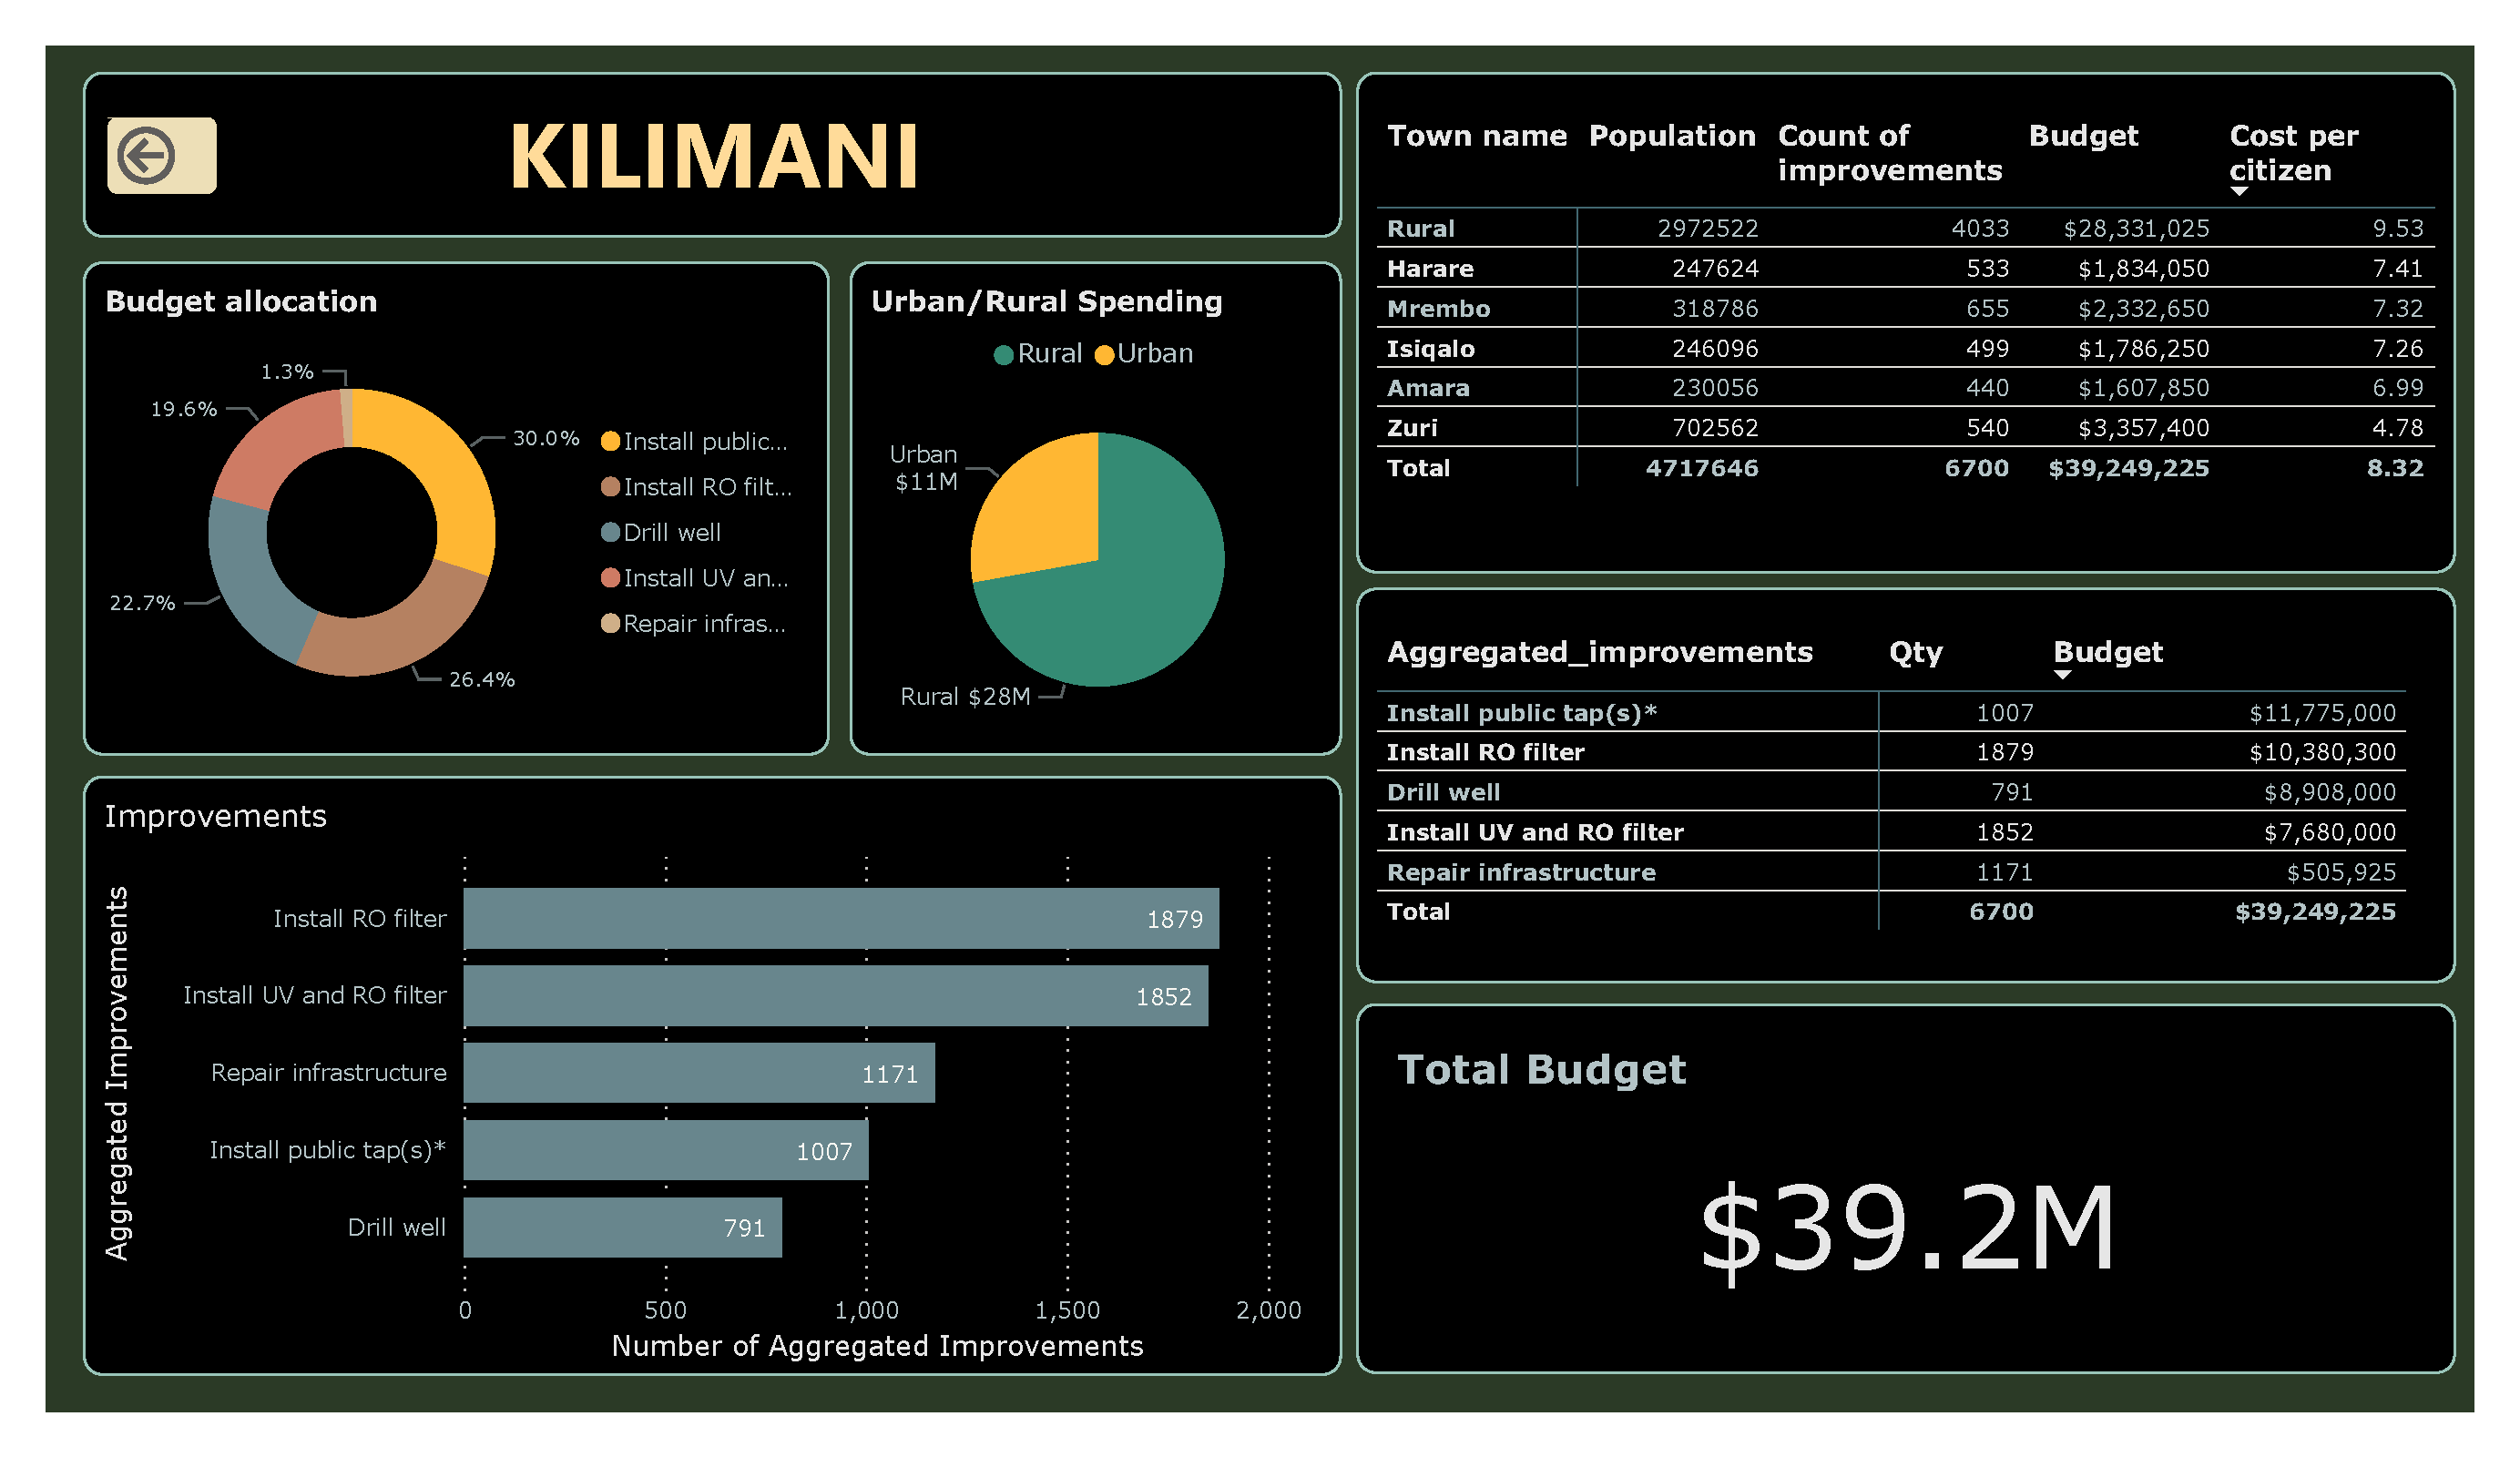 KILIMANI
Budget allocation
1.3%
19.6%
30.0%
22.7%
26.4%
Install public...
Install RO filt...
Drill well
Install UV an...
Repair infras...
Urban/Rural Spending
Rural Urban
Urban
$11M
Rural $28M
Improvements
Aggregated Improvements
Install RO filter 1879
Install UV and RO filter 1852
Repair infrastructure 1171
Install public tap(s)* 1007
Drill well 791
0 500 1,000 1,500 2,000
Number of Aggregated Improvements
Town name Population Count of improvements Budget Cost per citizen
Rural 2972522 4033 $28,331,025 9.53
Harare 247624 533 $1,834,050 7.41
Mrembo 318786 655 $2,332,650 7.32
Isiqalo 246096 499 $1,786,250 7.26
Amara 230056 440 $1,607,850 6.99
Zuri 702562 540 $3,357,400 4.78
Total 4717646 6700 $39,249,225 8.32
Aggregated_improvements Qty Budget
Install public tap(s)* 1007 $11,775,000
Install RO filter 1879 $10,380,300
Drill well 791 $8,908,000
Install UV and RO filter 1852 $7,680,000
Repair infrastructure 1171 $505,925
Total 6700 $39,249,225
Total Budget
$39.2M